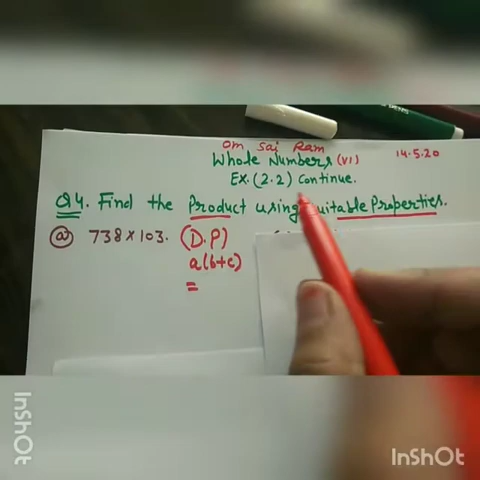 Om Sai Ram
Whole Numbers (VI) 14.5.20
Ex. (2.2) Continue.
Q4. Find the Product using suitable Properties.
(a) 738 × 103. (D.P)
a(b+c)
=
InShOt
InShOt